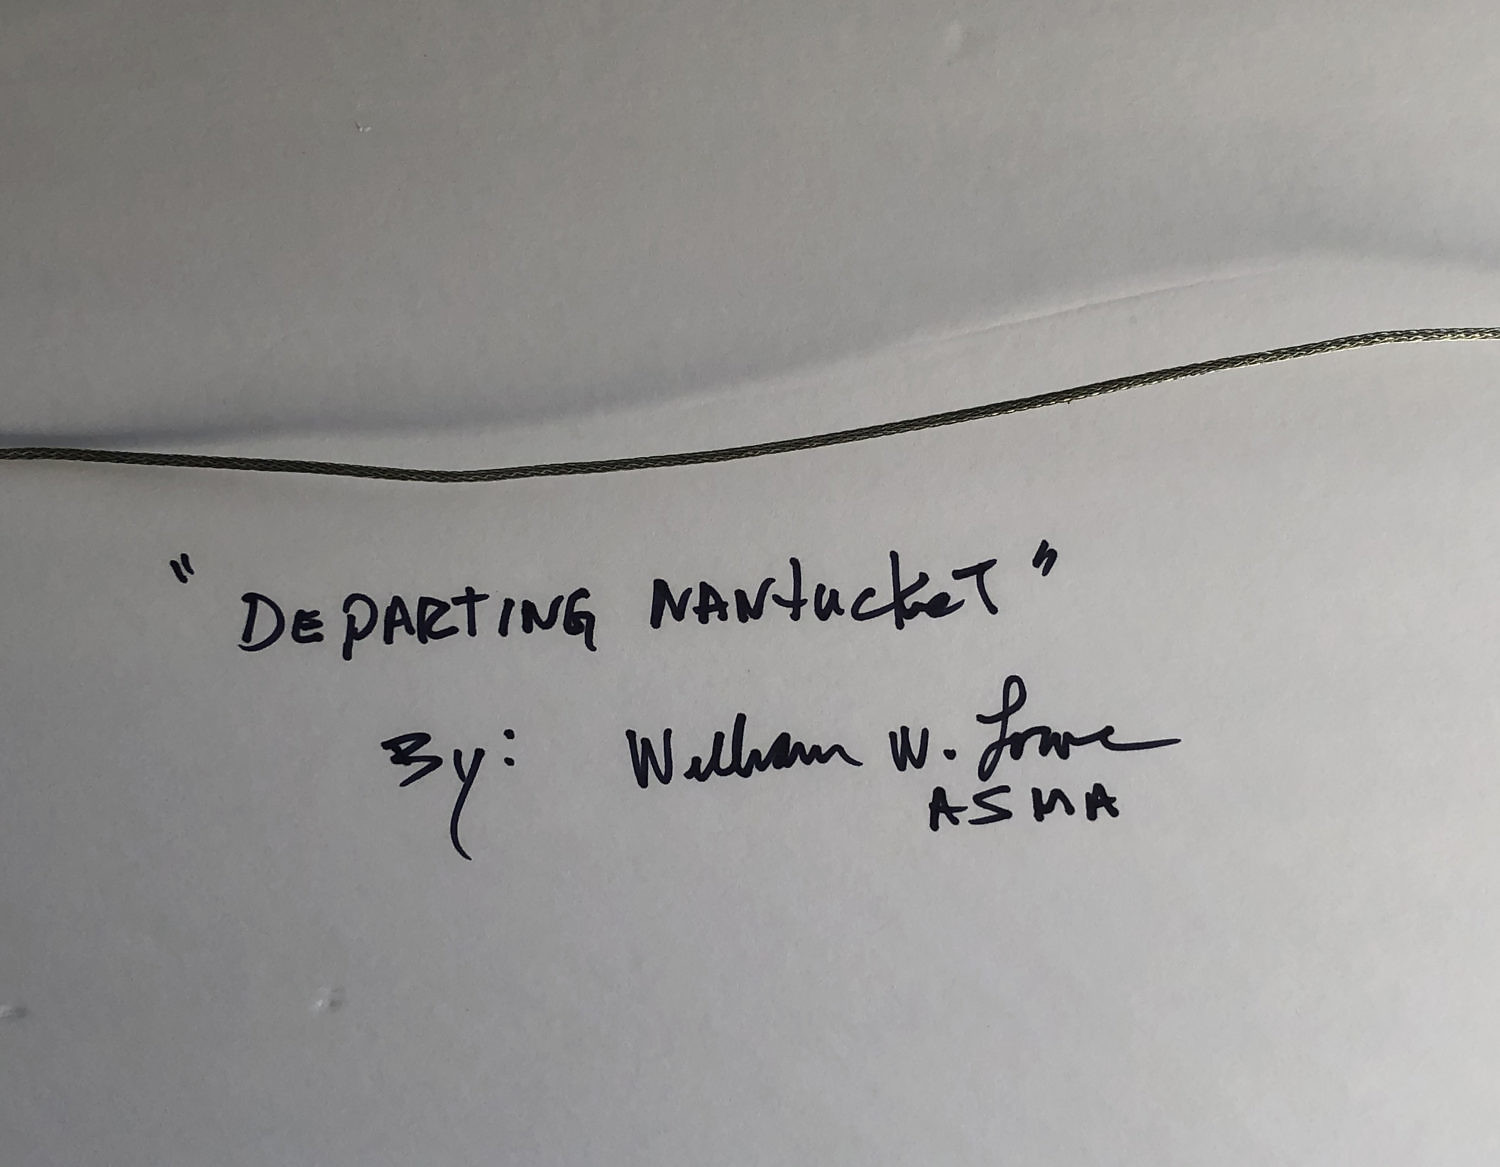 "DEPARTING NANTUCKET"
By: William W. Lowe
ASMA